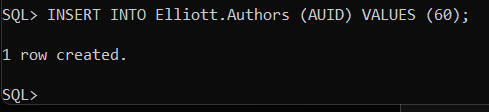 SQL> INSERT INTO Elliott.Authors (AUID) VALUES (60);
1 row created.
SQL>